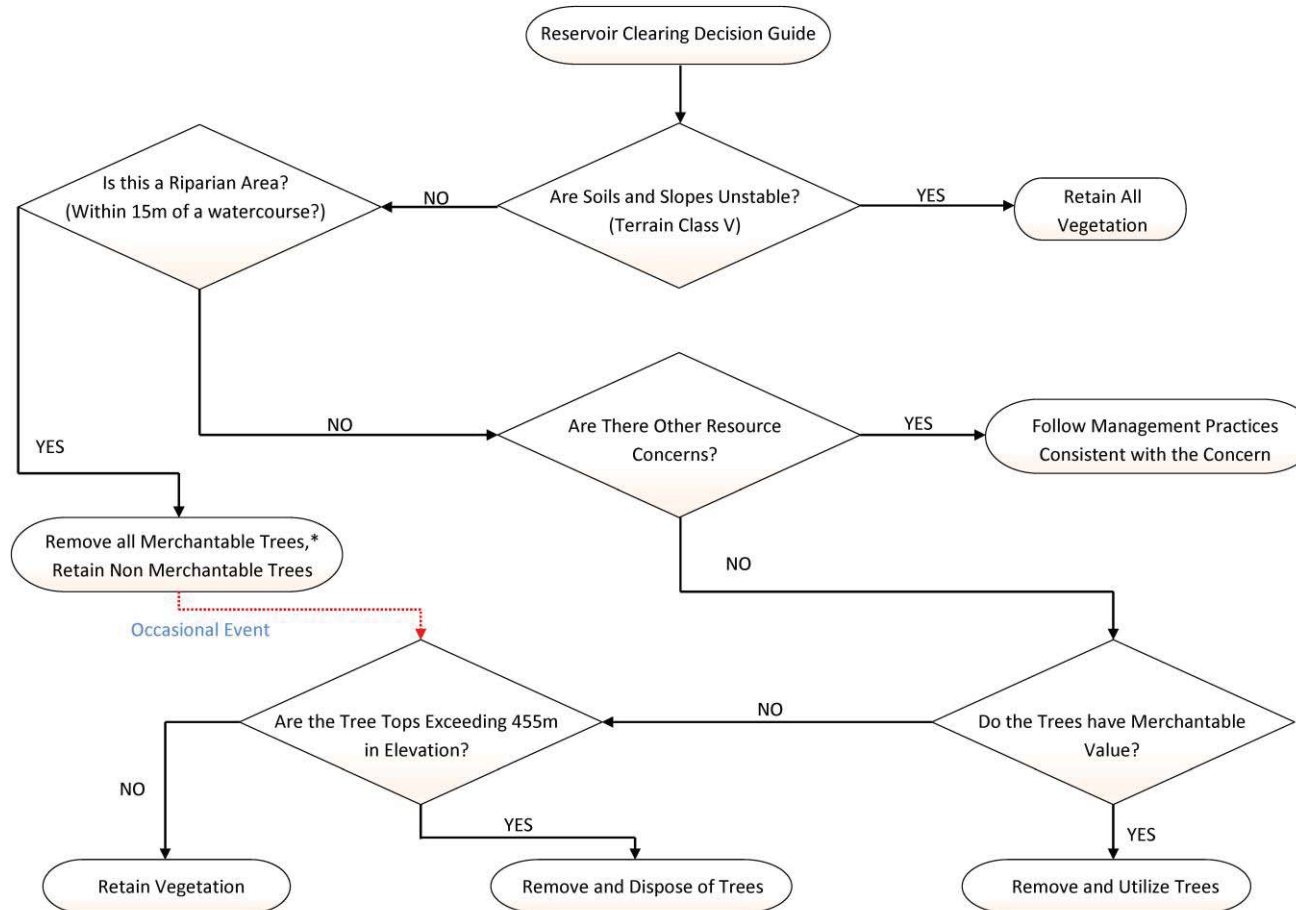 Reservoir Clearing Decision Guide
Are Soils and Slopes Unstable?
(Terrain Class V)
YES
Retain All
Vegetation
NO
Is this a Riparian Area?
(Within 15m of a watercourse?)
YES
Remove all Merchantable Trees,*
Retain Non Merchantable Trees
Occasional Event
NO
Are There Other Resource
Concerns?
YES
Follow Management Practices
Consistent with the Concern
NO
Do the Trees have Merchantable
Value?
YES
Remove and Utilize Trees
NO
Are the Tree Tops Exceeding 455m
in Elevation?
YES
Remove and Dispose of Trees
NO
Retain Vegetation